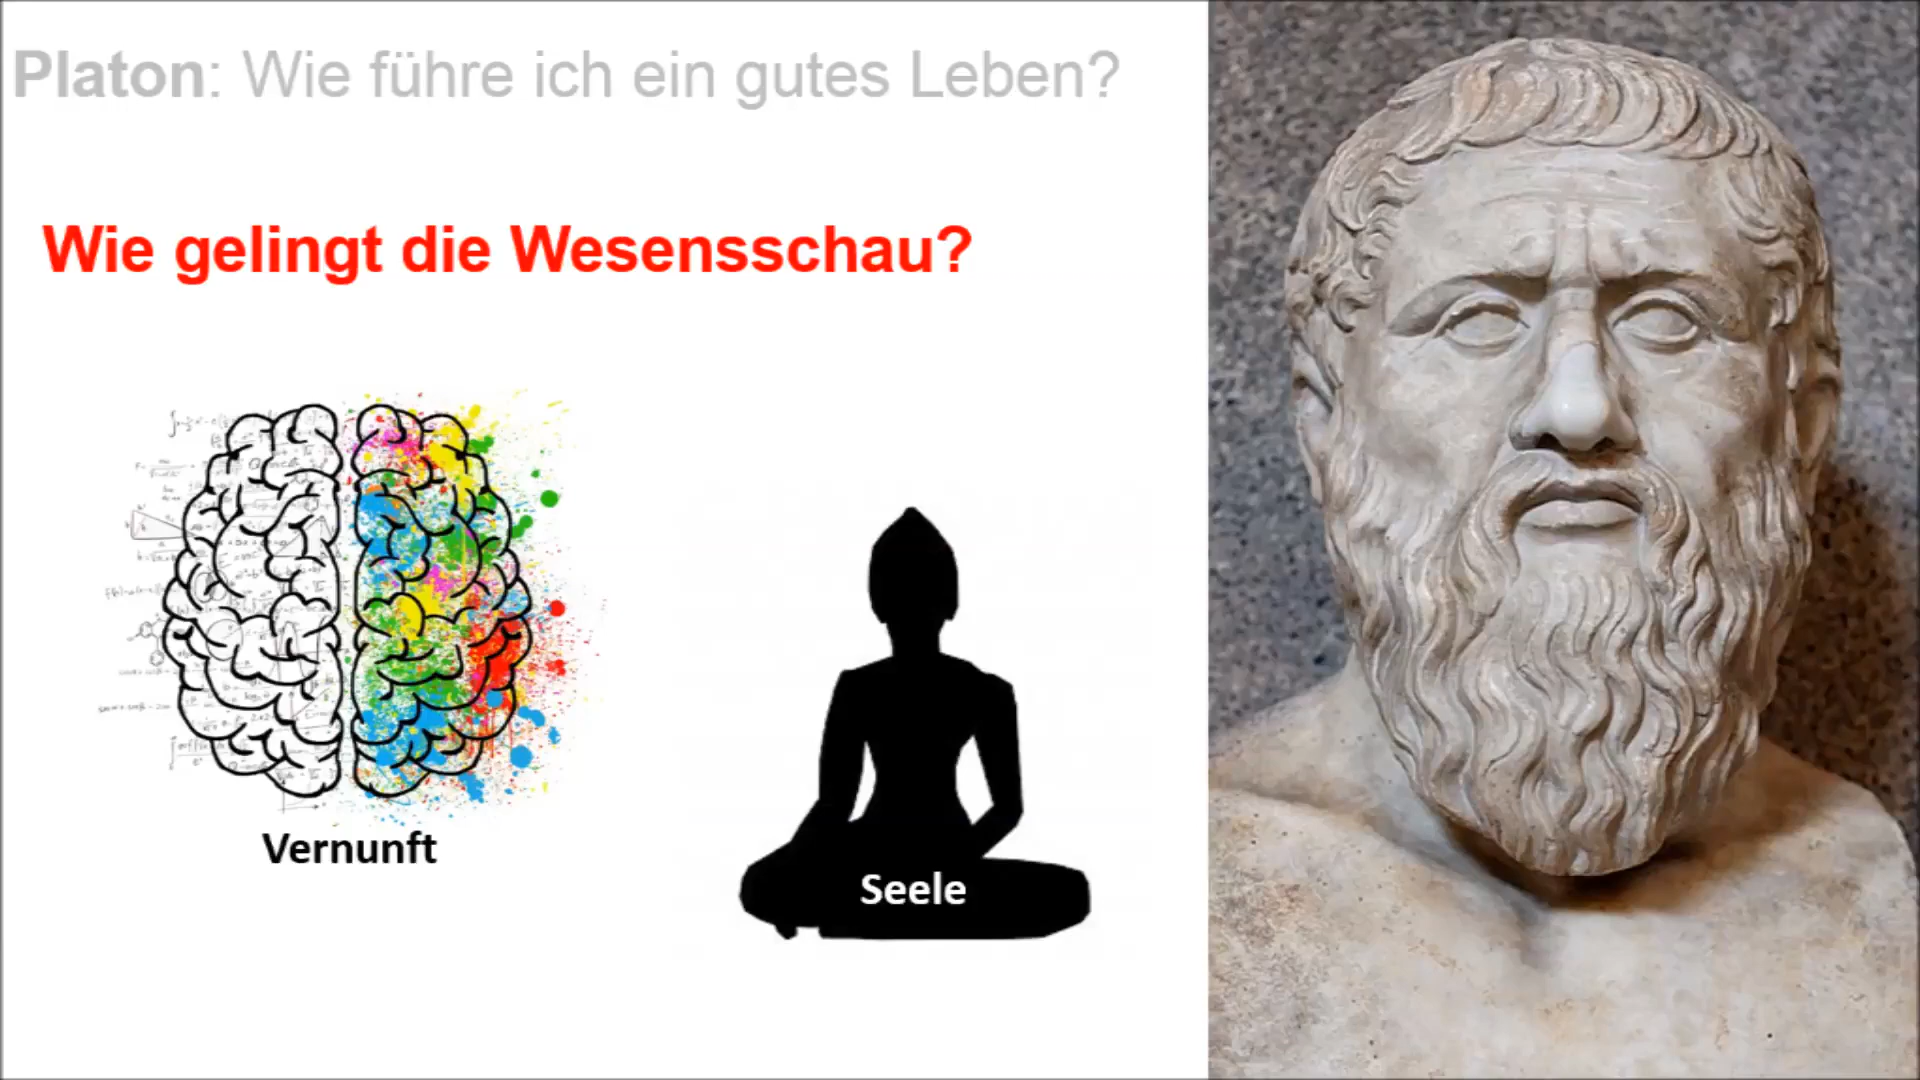 Platon: Wie führe ich ein gutes Leben?
Wie gelingt die Wesensschau?
Vernunft
Seele